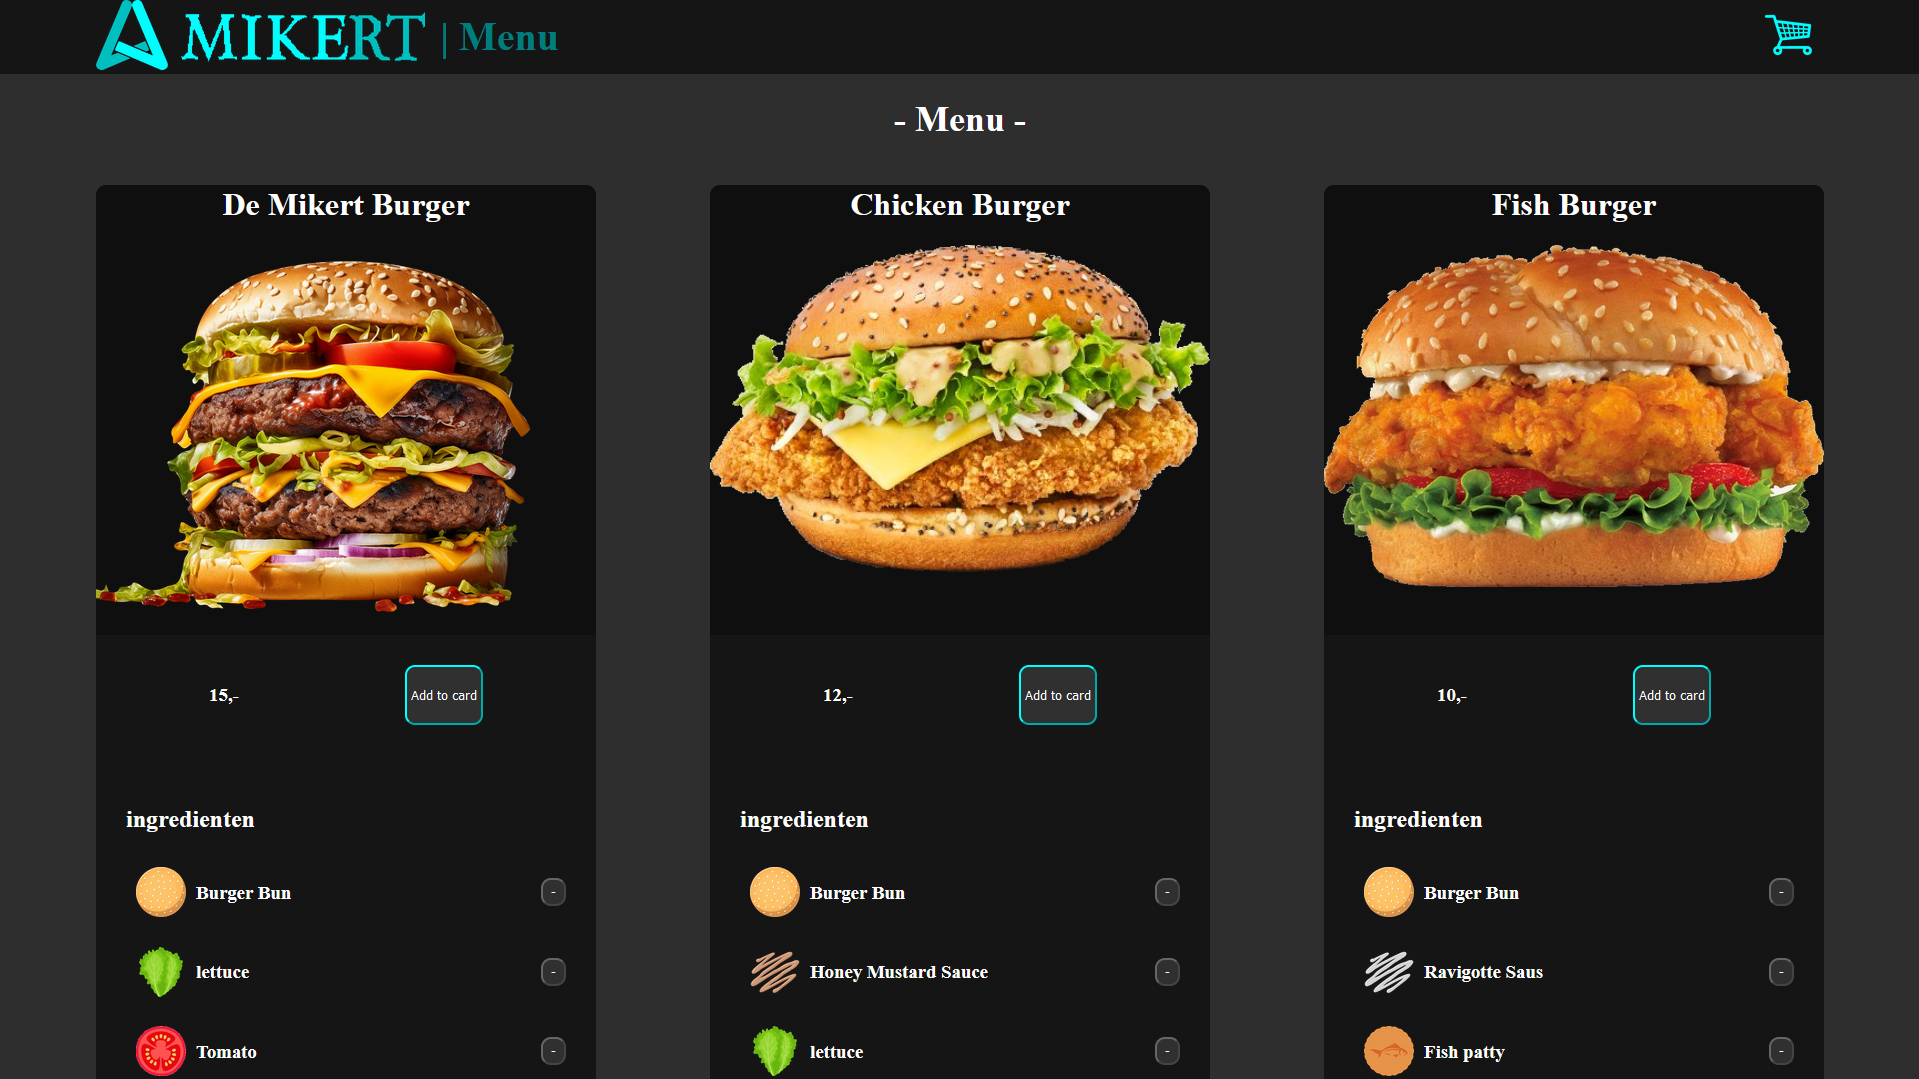 MIKERT | Menu
- Menu -
De Mikert Burger
15,-
Add to card
ingredienten
Burger Bun
-
lettuce
-
Tomato
-
Chicken Burger
12,-
Add to card
ingredienten
Burger Bun
-
Honey Mustard Sauce
-
lettuce
-
Fish Burger
10,-
Add to card
ingredienten
Burger Bun
-
Ravigotte Saus
-
Fish patty
-